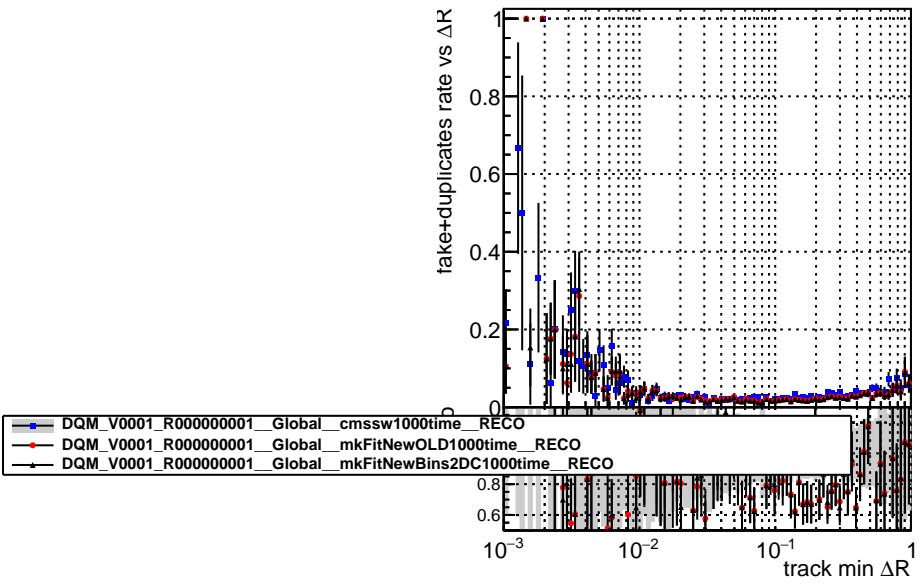 fake+duplicates rate vs ΔR
1
0.8
0.6
0.4
0.2
0
DQM_V0001_R000000001__Global__cmssw1000time__RECO
DQM_V0001_R000000001__Global__mkFitNewOLD1000time__RECO
DQM_V0001_R000000001__Global__mkFitNewBins2DC1000time__RECO
0.8
0.6
10⁻³ 10⁻² 10⁻¹ 1
track min ΔR